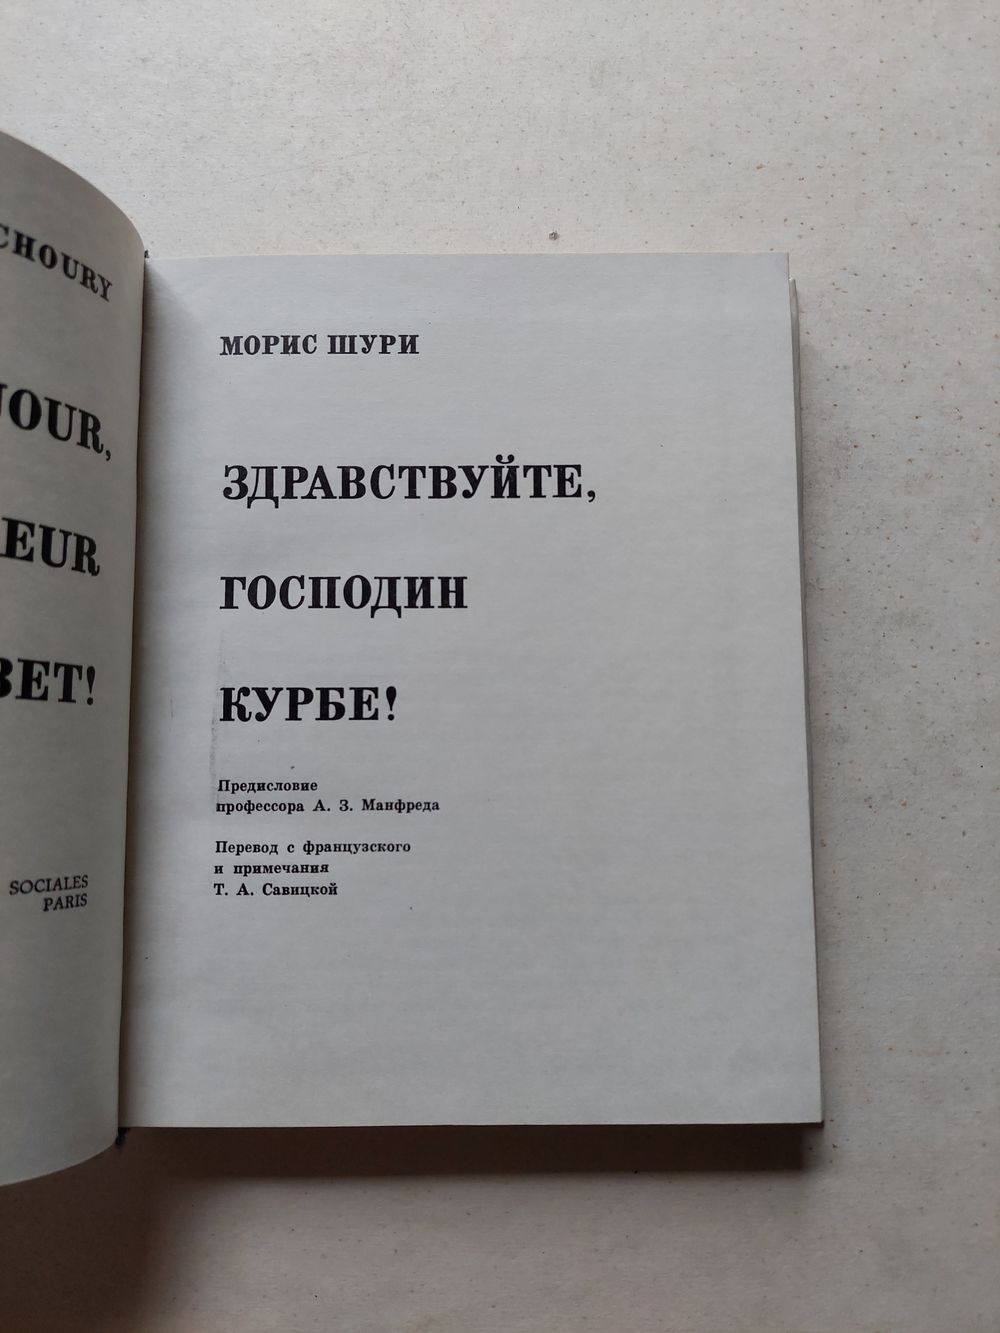 CHOURY
JOUR,
EUR
BET!
SOCIALES
PARIS
МОРИС ШУРИ
ЗДРАВСТВУЙТЕ,
ГОСПОДИН
КУРБЕ!
Предисловие
профессора А. З. Манфреда
Перевод с французского
и примечания
Т. А. Савицкой